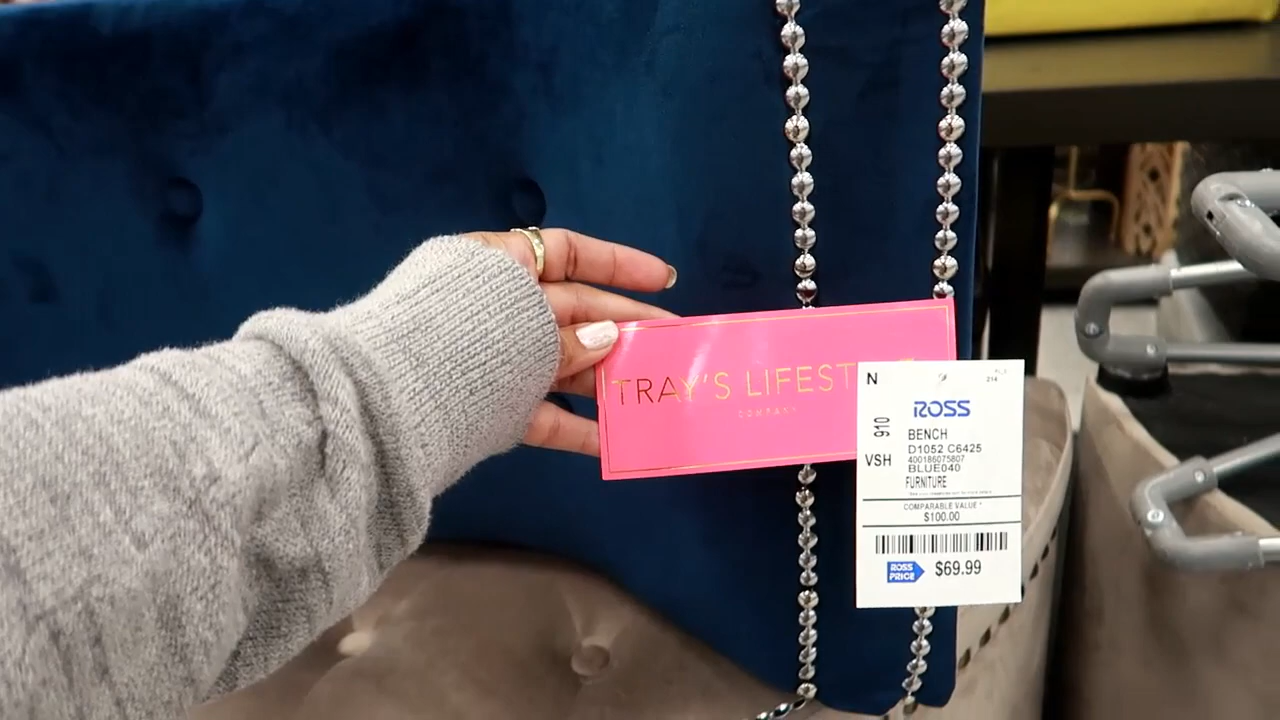 TRAY'S LIFEST
COMPANY
N
214
ROSS
910
BENCH
VSH
D1052 C6425
400186075807
BLUE040
FURNITURE
COMPARABLE VALUE *
$100.00
ROSS
PRICE
$69.99